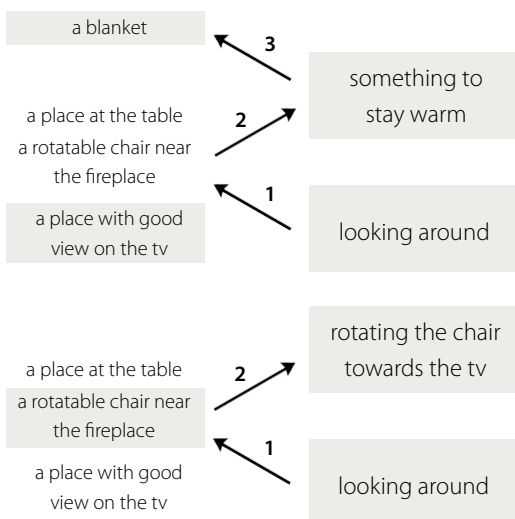 a blanket
3
something to
stay warm
a place at the table
2
a rotatable chair near
the fireplace
1
a place with good
view on the tv
looking around
rotating the chair
towards the tv
a place at the table
2
a rotatable chair near
the fireplace
1
a place with good
view on the tv
looking around